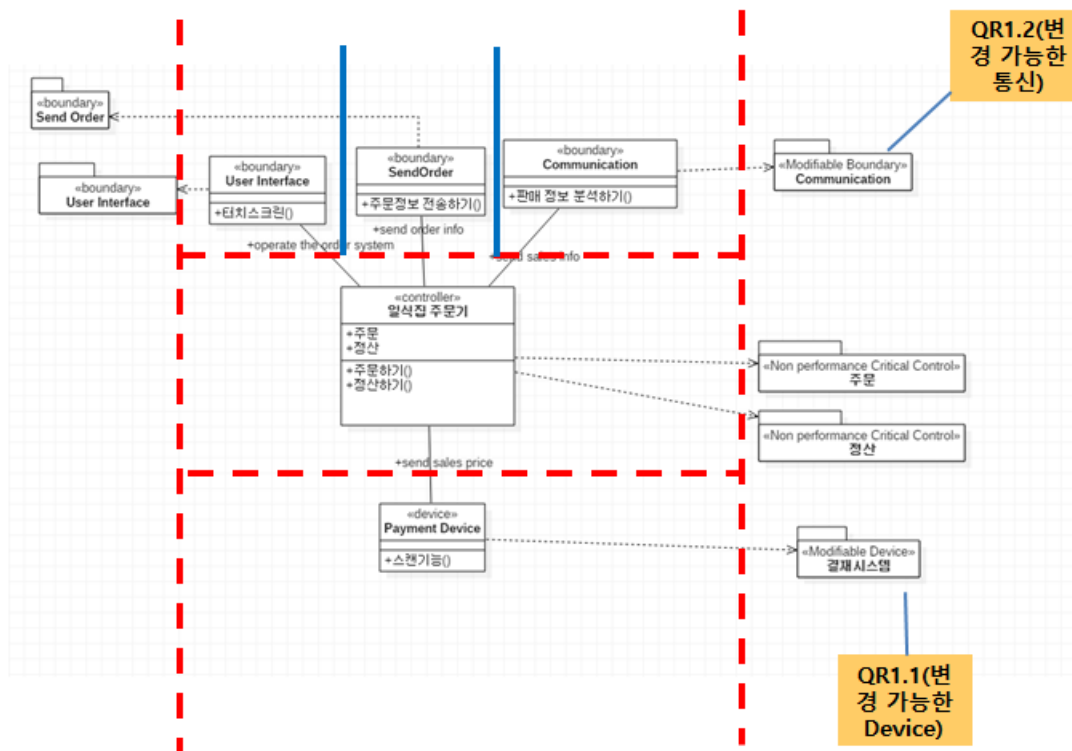 QR1.2(변
경 가능한
통신)
«boundary»
Send Order
«boundary»
User Interface
«boundary»
User Interface
+터치스크린()
+operate the order system
«boundary»
SendOrder
+주문정보 전송하기()
+send order info
«boundary»
Communication
+판매 정보 분석하기()
+send sales info
«Modifiable Boundary»
Communication
«controller»
일식집 주문기
+주문
+정산
+주문하기()
+정산하기()
«Non performance Critical Control»
주문
«Non performance Critical Control»
정산
+send sales price
«device»
Payment Device
+스캔기능()
«Modifiable Device»
결재시스템
QR1.1(변
경 가능한
Device)